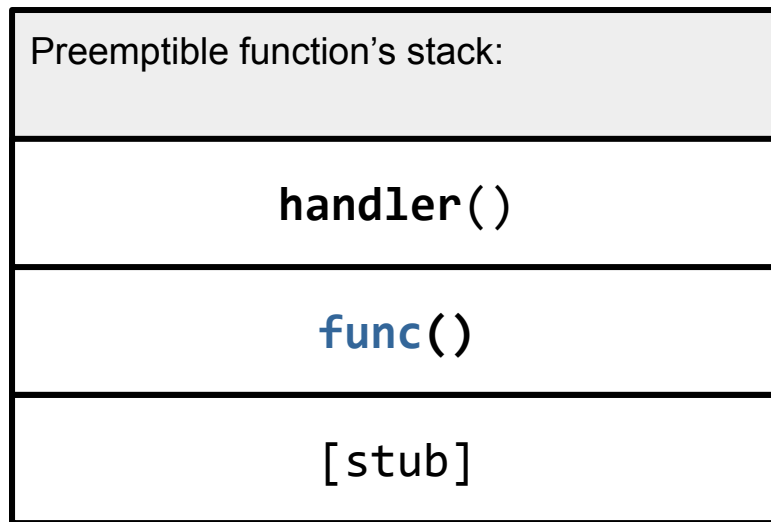 Preemptible function’s stack:
handler()
func()
[stub]